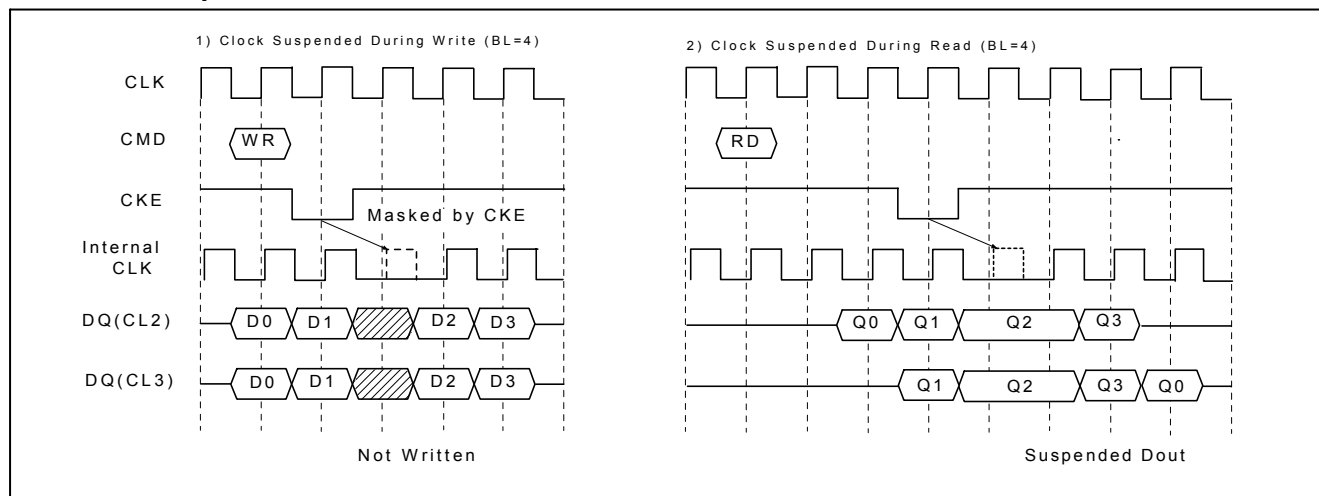 1) Clock Suspended During Write (BL=4)
2) Clock Suspended During Read (BL=4)
CLK
CMD
WR
RD
CKE
Masked by CKE
Internal
CLK
DQ(CL2)
D0 D1 D2 D3
Q0 Q1 Q2 Q3
DQ(CL3)
D0 D1 D2 D3
Q1 Q2 Q3 Q0
Not Written
Suspended Dout